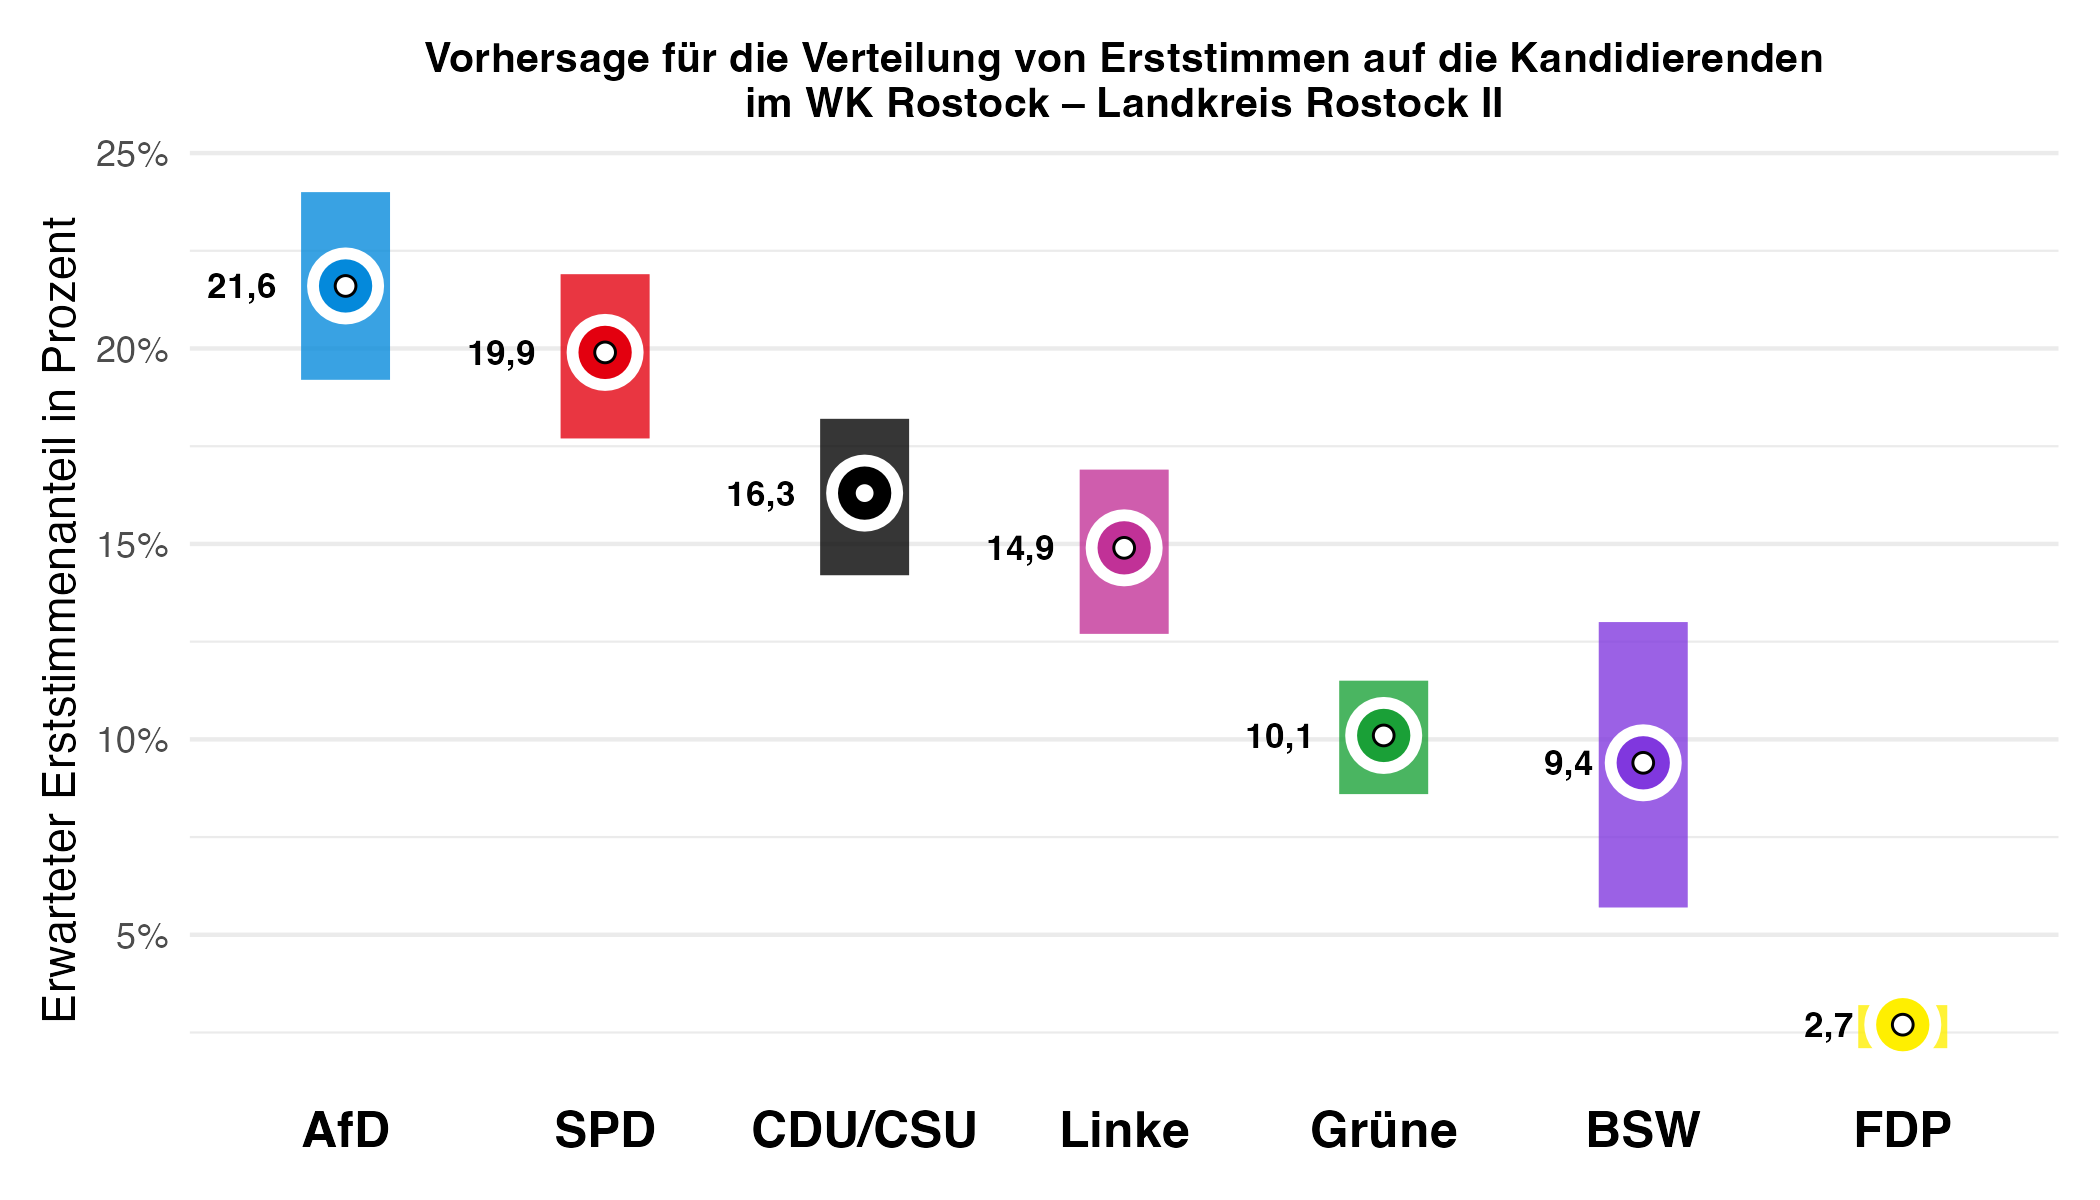 Vorhersage für die Verteilung von Erststimmen auf die Kandidierenden
im WK Rostock – Landkreis Rostock II
Erwarteter Erststimmenanteil in Prozent
25%
20%
15%
10%
5%
21,6
19,9
16,3
14,9
10,1
9,4
2,7
AfD
SPD
CDU/CSU
Linke
Grüne
BSW
FDP